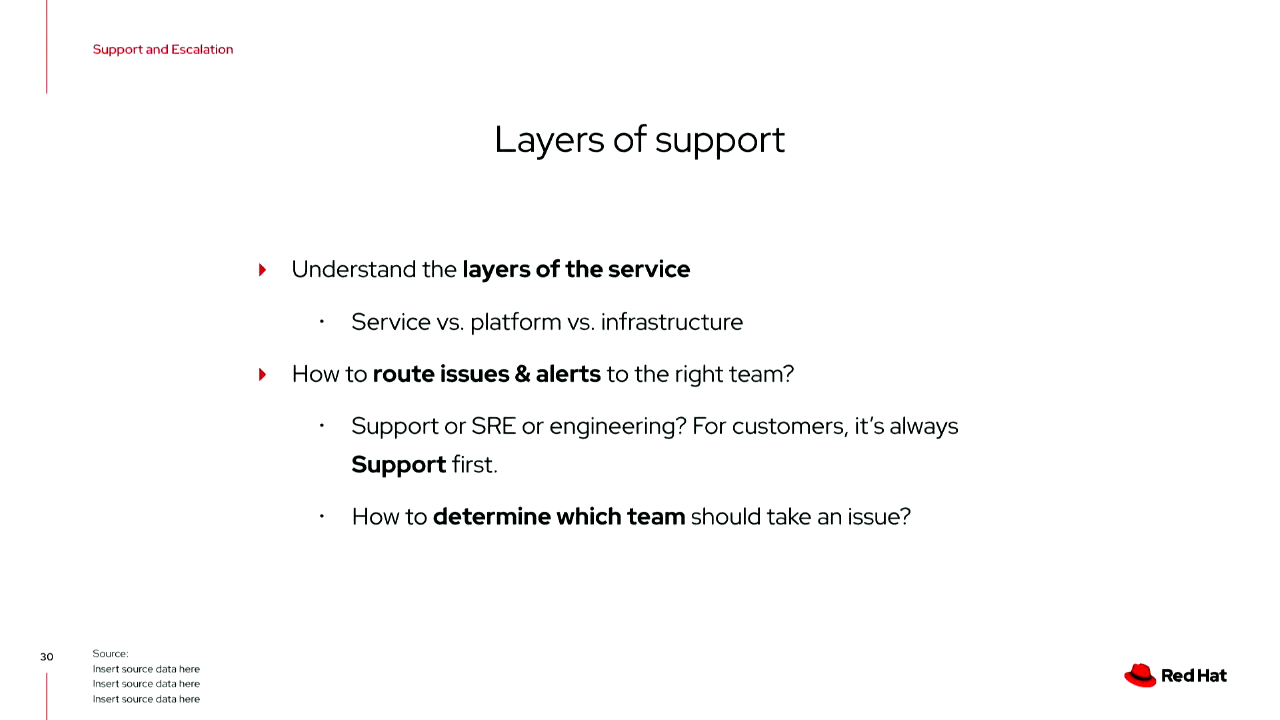 Support and Escalation
Layers of support
Understand the layers of the service
Service vs. platform vs. infrastructure
How to route issues & alerts to the right team?
Support or SRE or engineering? For customers, it’s always
Support first.
How to determine which team should take an issue?
30
Source:
Insert source data here
Insert source data here
Insert source data here
Red Hat